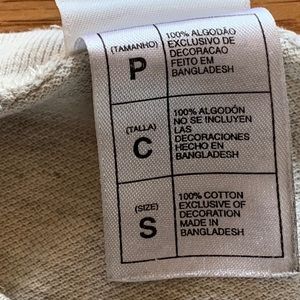 (TAMANHO)
P
100% ALGODÃO
EXCLUSIVO DE
DECORACAO
FEITO EM
BANGLADESH
(TALLA)
C
100% ALGODÓN
NO SE INCLUYEN
LAS
DECORACIONES
HECHO EN
BANGLADESH
(SIZE)
S
100% COTTON
EXCLUSIVE OF
DECORATION
MADE IN
BANGLADESH